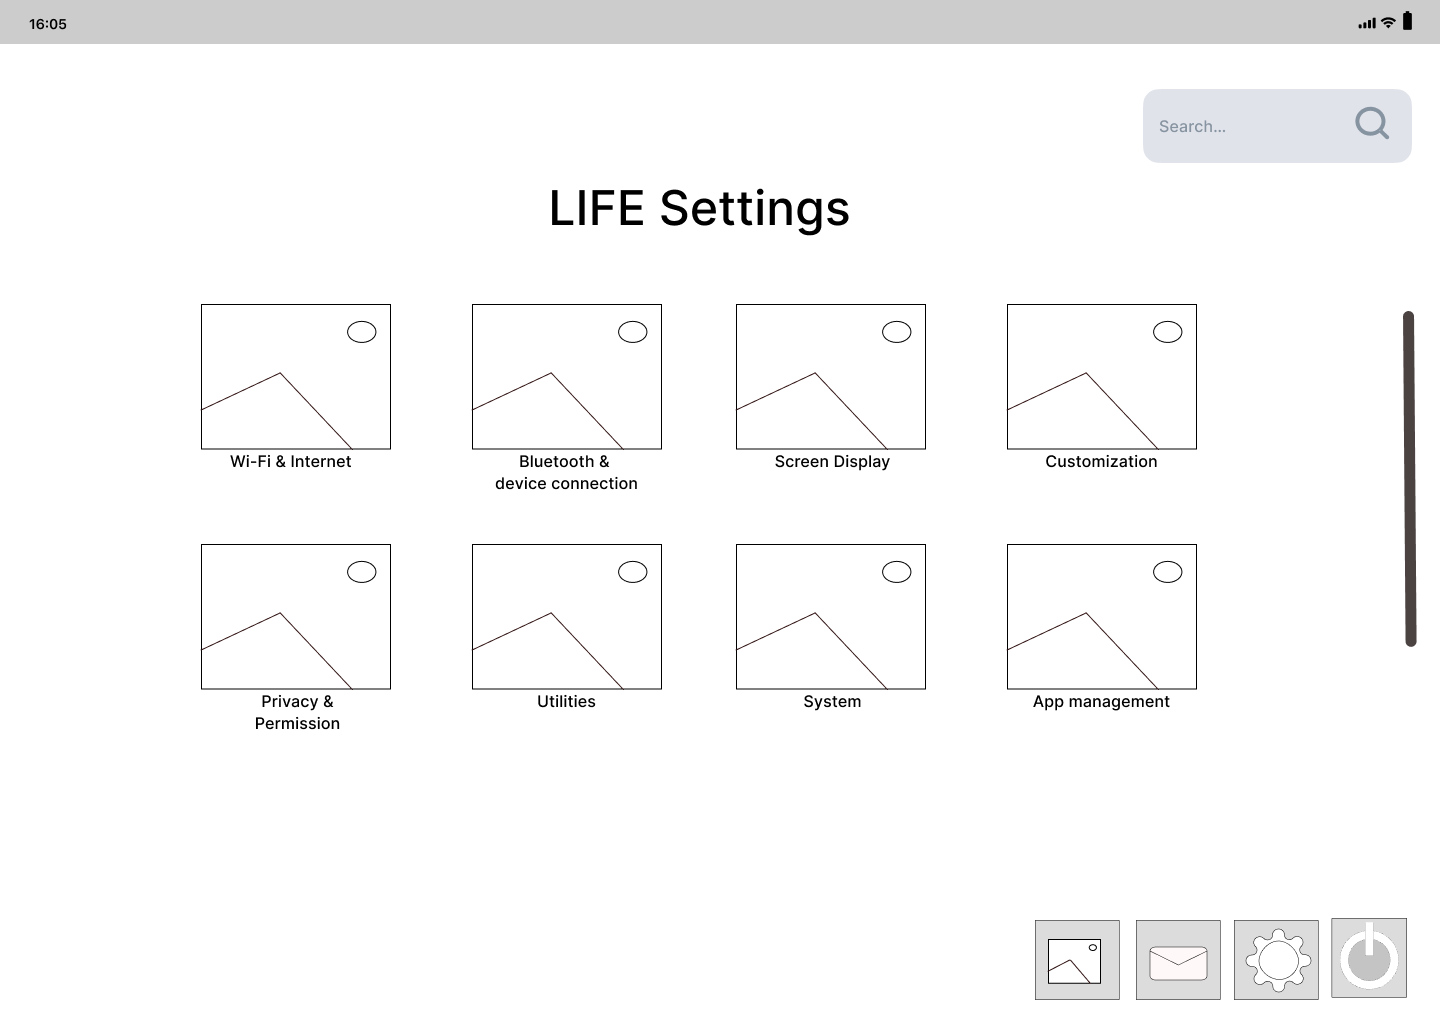 16:05
Search...
LIFE Settings
Wi-Fi & Internet
Bluetooth &
device connection
Screen Display
Customization
Privacy &
Permission
Utilities
System
App management